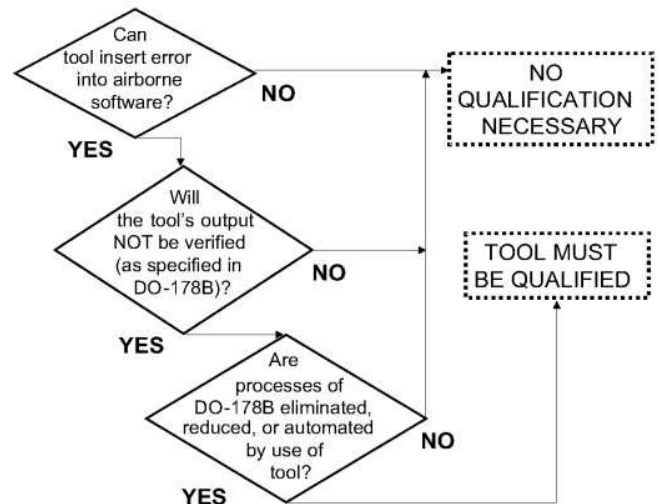 Can
tool insert error
into airborne
software?
NO
YES
NO
QUALIFICATION
NECESSARY
Will
the tool's output
NOT be verified
(as specified in
DO-178B)?
NO
YES
TOOL MUST
BE QUALIFIED
Are
processes of
DO-178B eliminated,
reduced, or automated
by use of
tool?
NO
YES